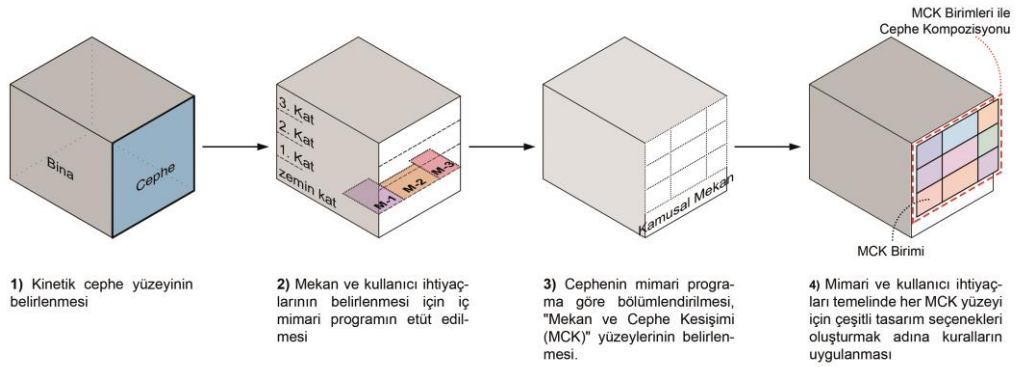 MCK Birimleri ile
Cephe Kompozisyonu
Bina
Cephe
3. Kat
2. Kat
1. Kat
zemin kat
M-1
M-2
M-3
Kamusal Mekan
MCK Birimi
1) Kinetik cephe yüzeyinin
belirlenmesi
2) Mekan ve kullanıcı ihtiyaç-
larının belirlenmesi için iç
mimari programın etüt edil-
mesi
3) Cephenin mimari progra-
ma göre bölümlendirilmesi,
"Mekan ve Cephe Kesişimi
(MCK)" yüzeylerinin belirlen-
mesi.
4) Mimari ve kullanıcı ihtiyaç-
ları temelinde her MCK yüzeyi
için çeşitli tasarım seçenekleri
oluşturmak adına kuralların
uygulanması